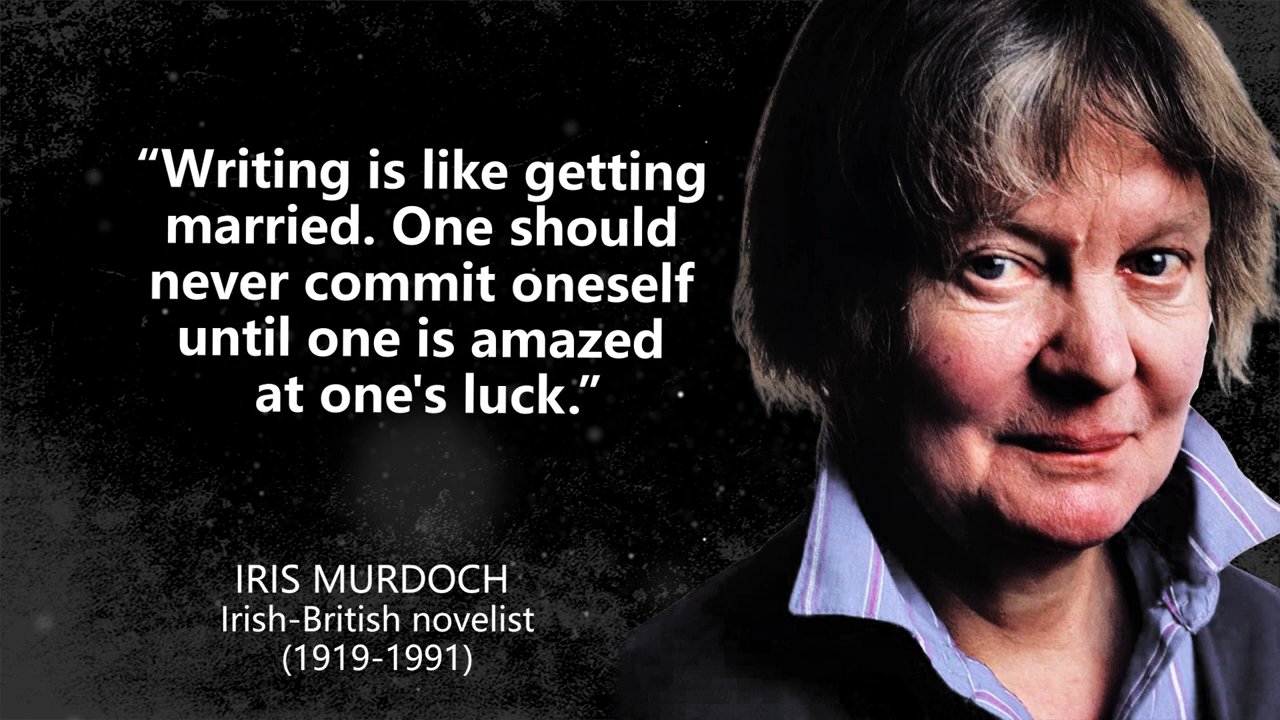 “Writing is like getting
married. One should
never commit oneself
until one is amazed
at one's luck.”
IRIS MURDOCH
Irish-British novelist
(1919-1991)